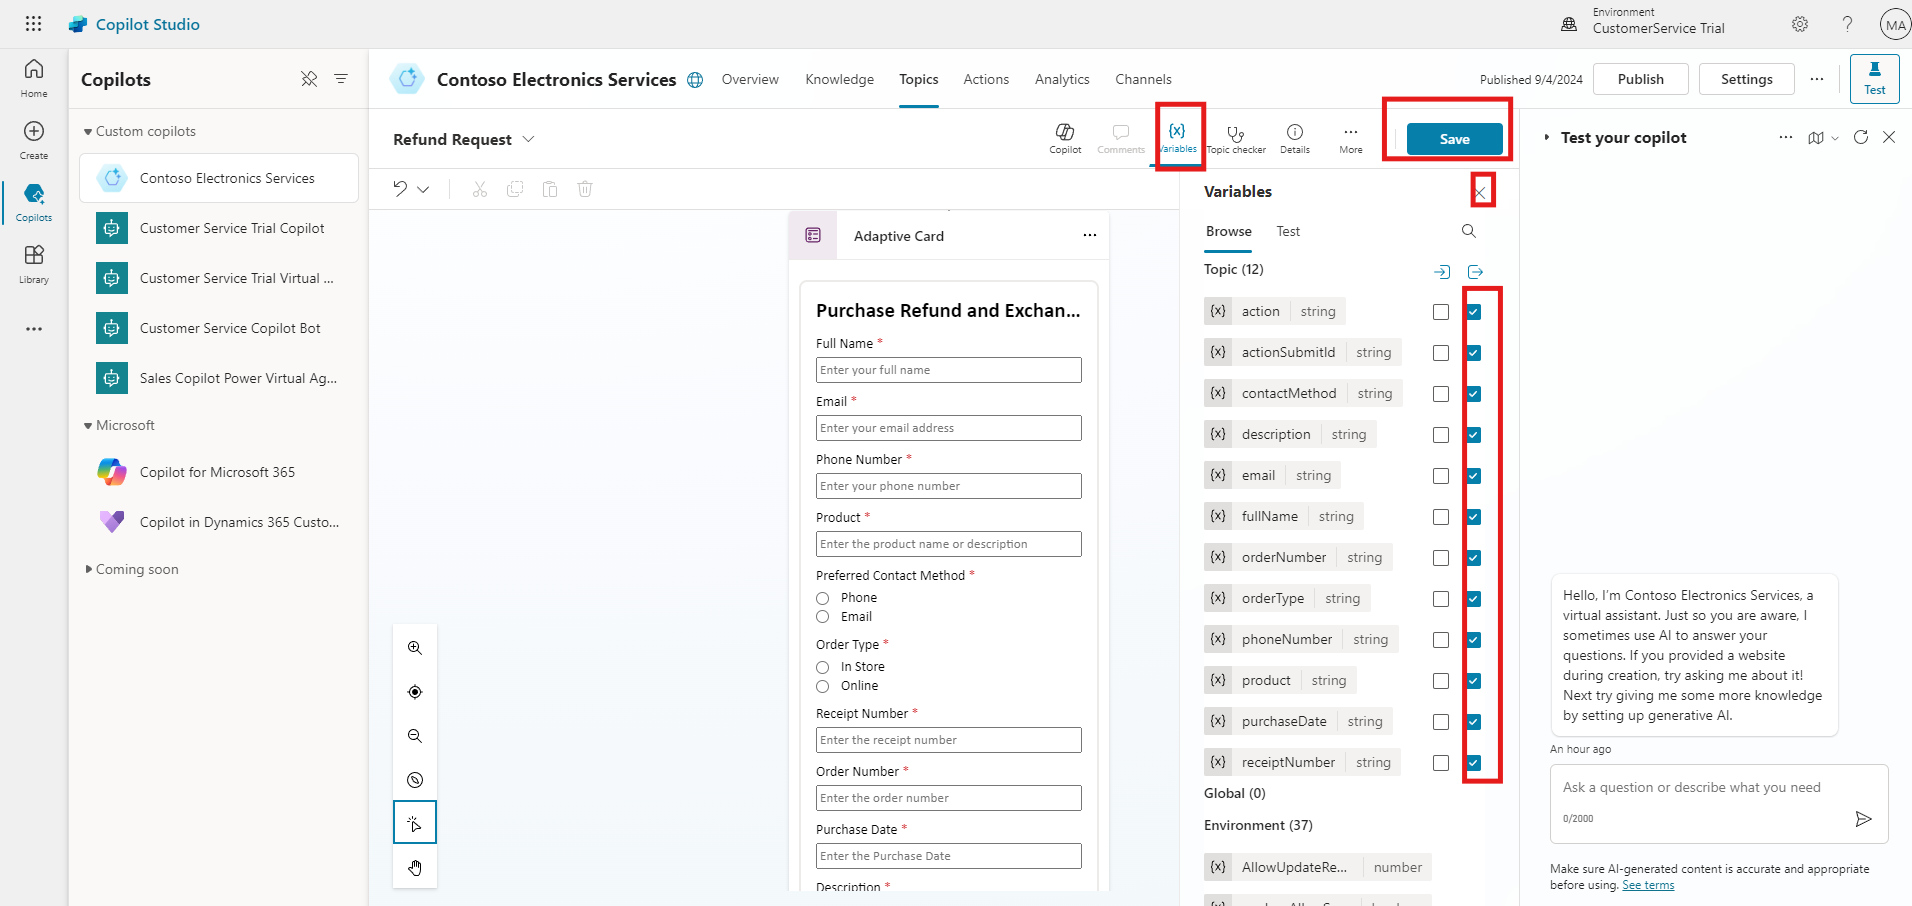 Copilot Studio
Environment
CustomerService Trial
MA
Home
Create
Copilots
Library
Copilots
Custom copilots
Contoso Electronics Services
Customer Service Trial Copilot
Customer Service Trial Virtual ...
Customer Service Copilot Bot
Sales Copilot Power Virtual Ag...
Microsoft
Copilot for Microsoft 365
Copilot in Dynamics 365 Custo...
Coming soon
Contoso Electronics Services
Overview
Knowledge
Topics
Actions
Analytics
Channels
Published 9/4/2024
Publish
Settings
Test
Refund Request
Copilot
Comments
{x}
Variables
Topic checker
Details
More
Save
Adaptive Card
Purchase Refund and Exchan...
Full Name *
Enter your full name
Email *
Enter your email address
Phone Number *
Enter your phone number
Product *
Enter the product name or description
Preferred Contact Method *
Phone
Email
Order Type *
In Store
Online
Receipt Number *
Enter the receipt number
Order Number *
Enter the order number
Purchase Date *
Enter the Purchase Date
Description *
Variables
Browse
Test
Topic (12)
{x} action string
{x} actionSubmitId string
{x} contactMethod string
{x} description string
{x} email string
{x} fullName string
{x} orderNumber string
{x} orderType string
{x} phoneNumber string
{x} product string
{x} purchaseDate string
{x} receiptNumber string
Global (0)
Environment (37)
{x} AllowUpdateRe... number
Test your copilot
Hello, I'm Contoso Electronics Services, a
virtual assistant. Just so you are aware, I
sometimes use AI to answer your
questions. If you provided a website
during creation, try asking me about it!
Next try giving me some more knowledge
by setting up generative AI.
An hour ago
Ask a question or describe what you need
0/2000
Make sure AI-generated content is accurate and appropriate
before using. See terms